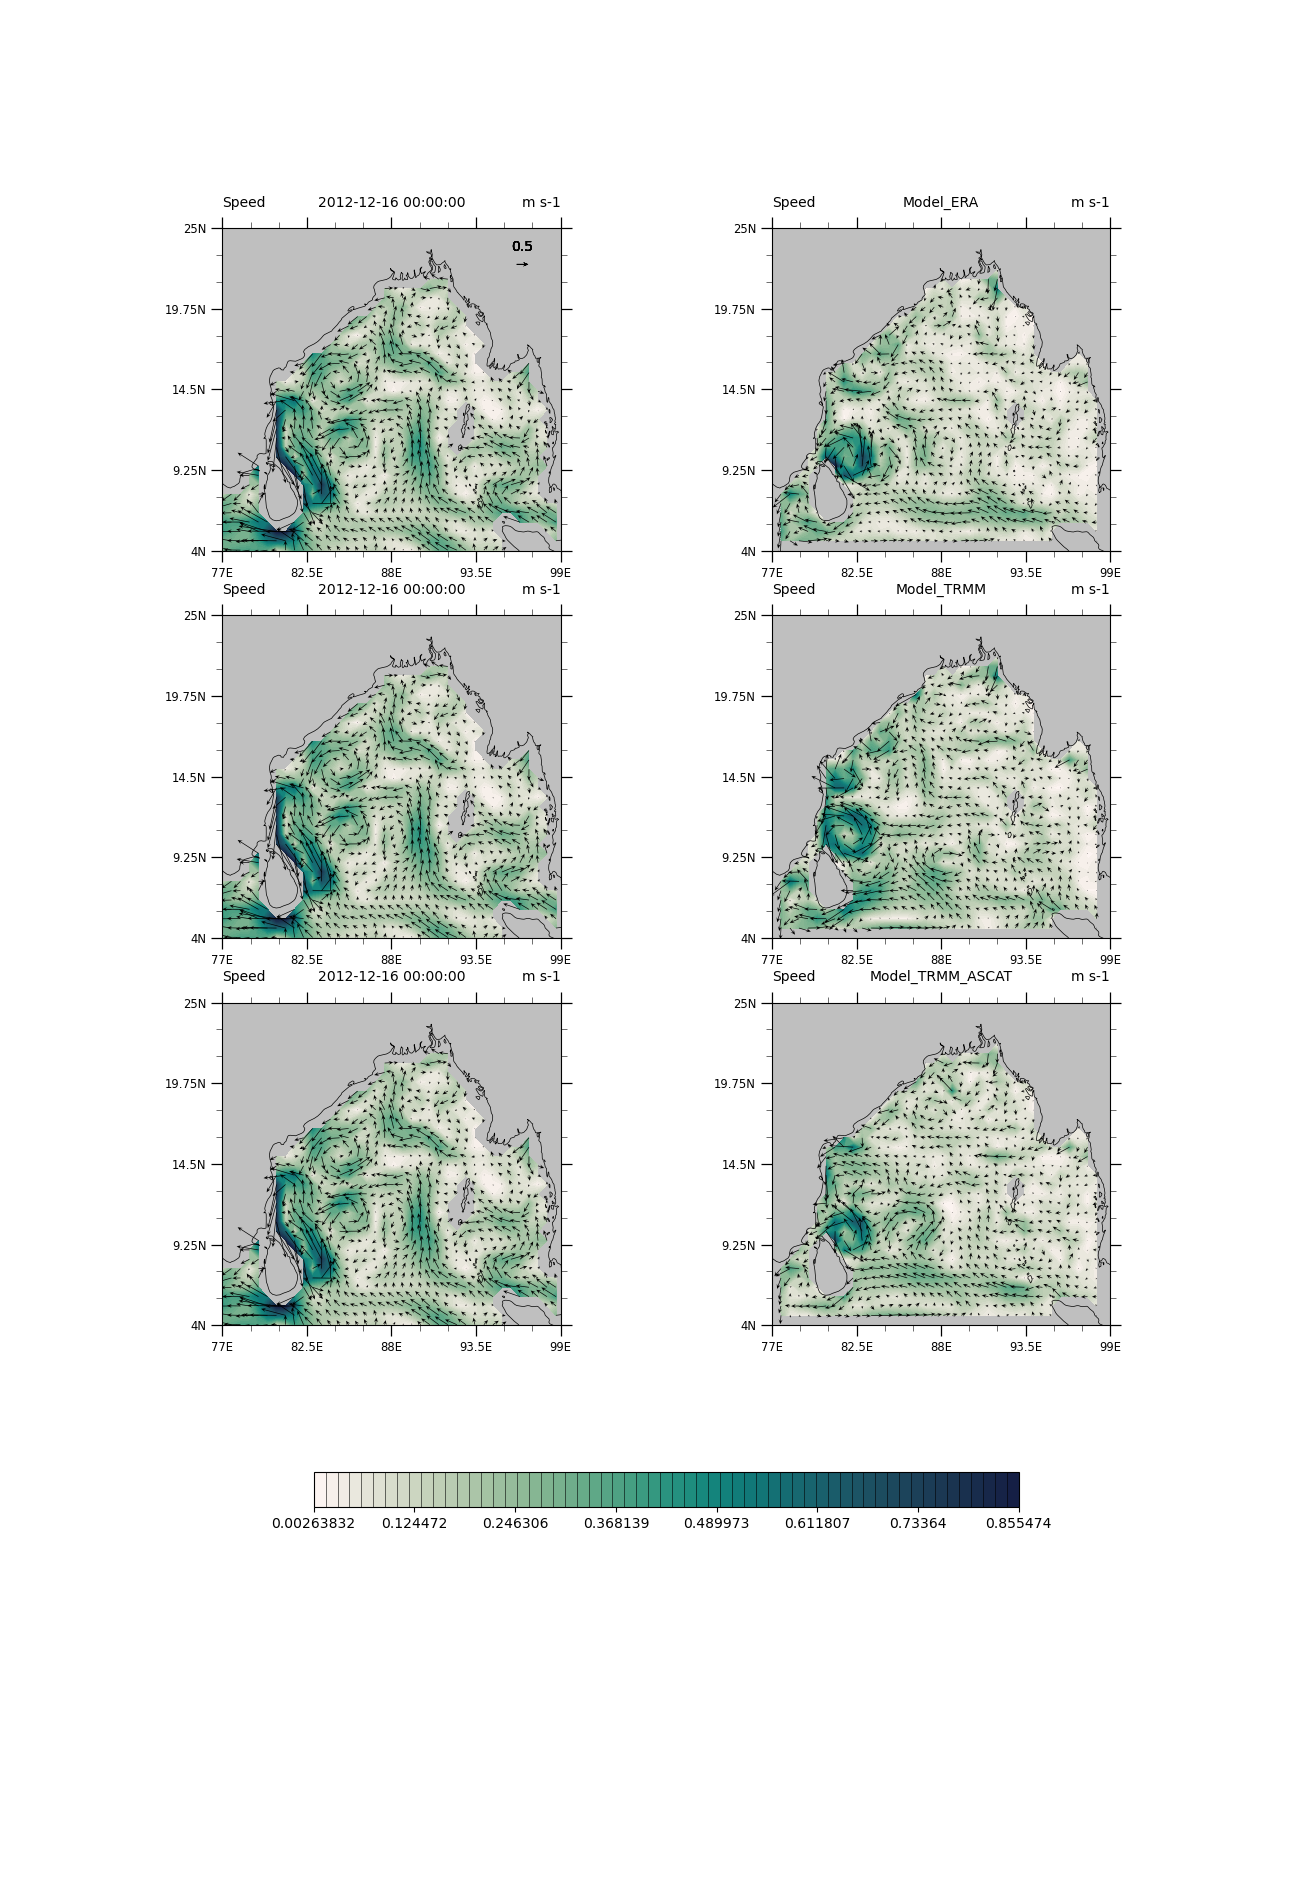 Speed 2012-12-16 00:00:00 m s-1 Speed Model_ERA m s-1
25N 25N
0.5
19.75N 19.75N
14.5N 14.5N
9.25N 9.25N
4N 4N
77E 82.5E 88E 93.5E 99E 77E 82.5E 88E 93.5E 99E
Speed 2012-12-16 00:00:00 m s-1 Speed Model_TRMM m s-1
25N 25N
19.75N 19.75N
14.5N 14.5N
9.25N 9.25N
4N 4N
77E 82.5E 88E 93.5E 99E 77E 82.5E 88E 93.5E 99E
Speed 2012-12-16 00:00:00 m s-1 Speed Model_TRMM_ASCAT m s-1
25N 25N
19.75N 19.75N
14.5N 14.5N
9.25N 9.25N
4N 4N
77E 82.5E 88E 93.5E 99E 77E 82.5E 88E 93.5E 99E
0.00263832 0.124472 0.246306 0.368139 0.489973 0.611807 0.73364 0.855474